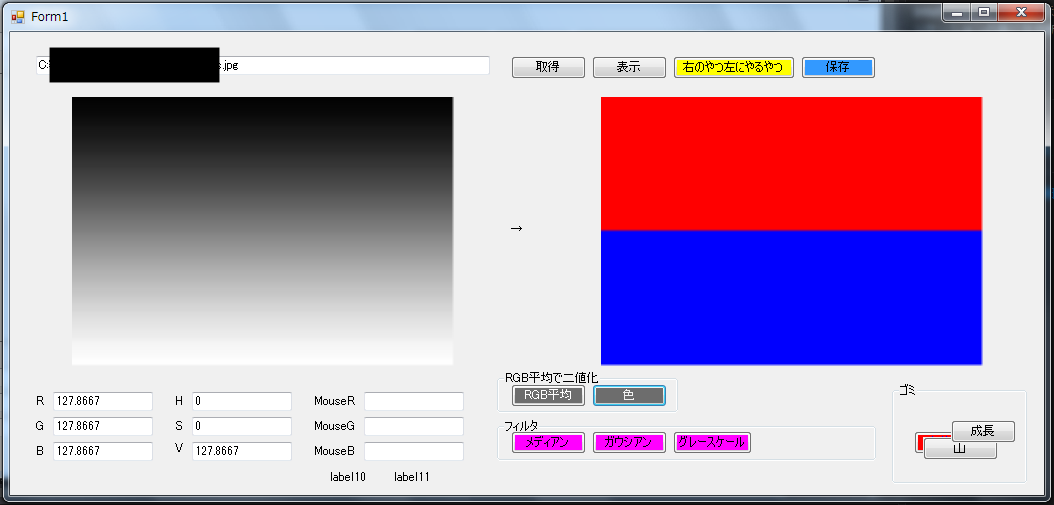 Form1
C: .jpg
取得 表示 右のやつ左にやるやつ 保存
→
RGB平均で二値化
RGB平均 色
フィルタ
メディアン ガウシアン グレースケール
R 127.8667 H 0 MouseR
G 127.8667 S 0 MouseG
B 127.8667 V 127.8667 MouseB
label10 label11
ゴミ
成長
山